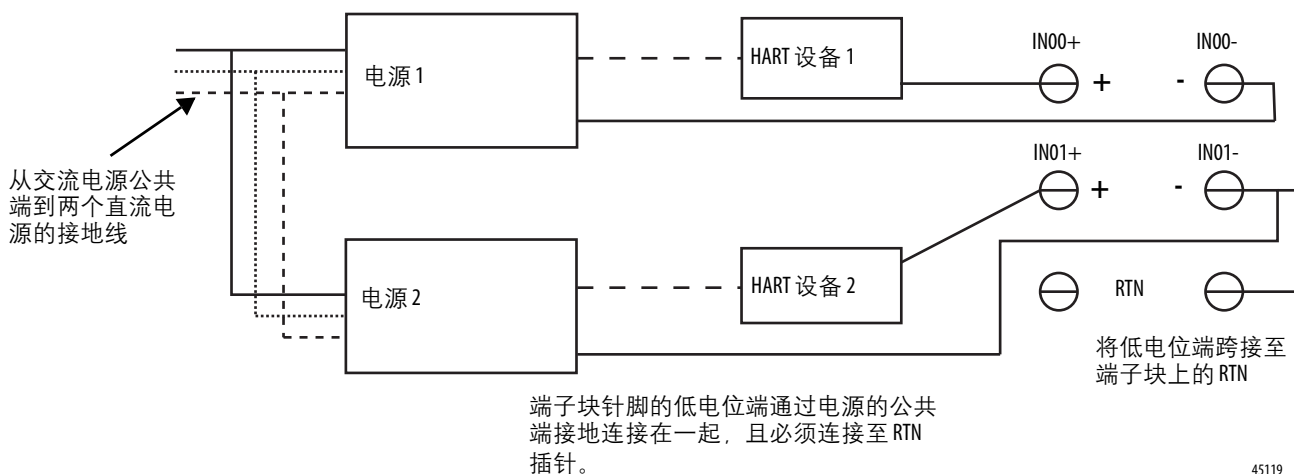 电源 1
HART 设备 1
IN00+
IN00-
+
-
从交流电源公共
端到两个直流电
源的接地线
IN01+
IN01-
+
-
电源 2
HART 设备 2
RTN
将低电位端跨接至
端子块上的 RTN
端子块针脚的低电位端通过电源的公共
端接地连接在一起，且必须连接至 RTN
插针。
45119